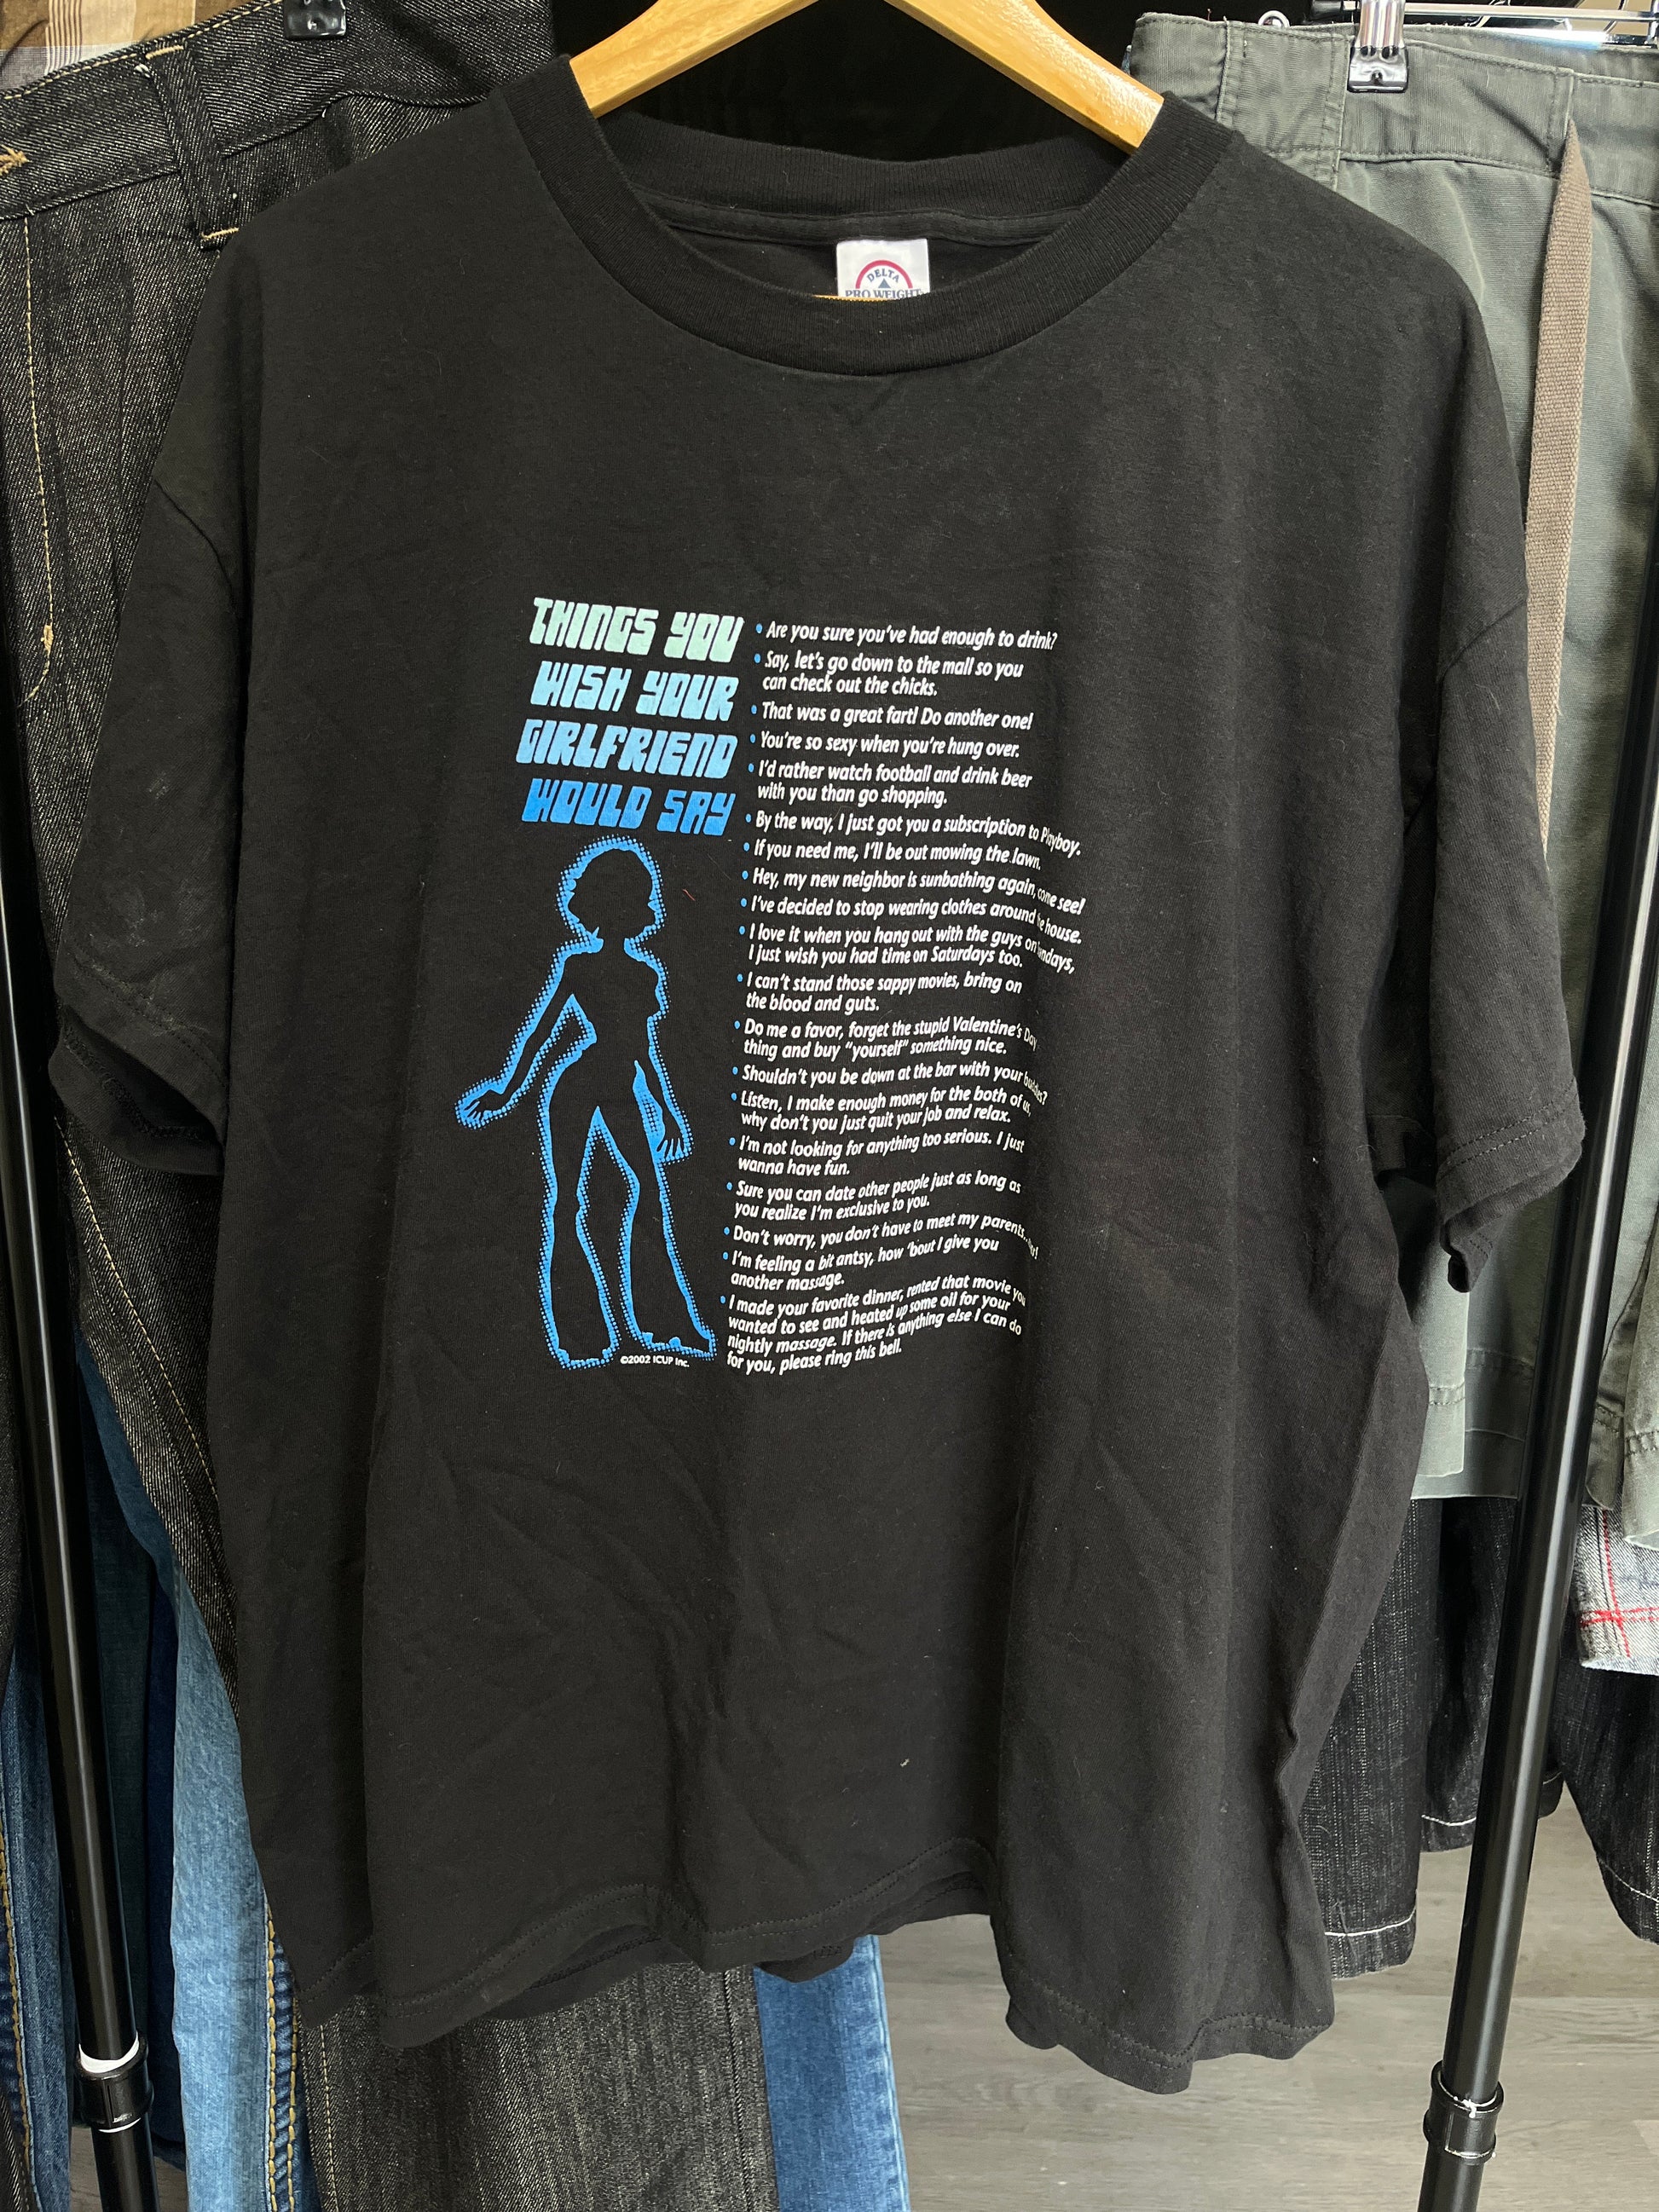 DELTA
PRO WEIGHT
THINGS YOU
WISH YOUR
GIRLFRIEND
WOULD SAY
• Are you sure you've had enough to drink?
• Say, let's go down to the mall so you
can check out the chicks.
• That was a great fart! Do another one!
• You're so sexy when you're hung over.
• I'd rather watch football and drink beer
with you than go shopping.
• By the way, I just got you a subscription to Playboy.
• If you need me, I'll be out mowing the lawn.
• Hey, my new neighbor is sunbathing again, come see!
• I've decided to stop wearing clothes around the house.
• I love it when you hang out with the guys on Sundays,
I just wish you had time on Saturdays too.
• I can't stand those sappy movies, bring on
the blood and guts.
• Do me a favor, forget the stupid Valentine's Day
thing and buy "yourself" something nice.
• Shouldn't you be down at the bar with your buddies?
• Listen, I make enough money for the both of us,
why don't you just quit your job and relax.
• I'm not looking for anything too serious. I just
wanna have fun.
• Sure you can date other people just as long as
you realize I'm exclusive to you.
• Don't worry, you don't have to meet my parents...
• I'm feeling a bit antsy, how 'bout I give you
another massage.
• I made your favorite dinner, rented that movie you
wanted to see and heated up some oil for your
nightly massage. If there is anything else I can do
for you, please ring this bell.
©2002 ICUP Inc.